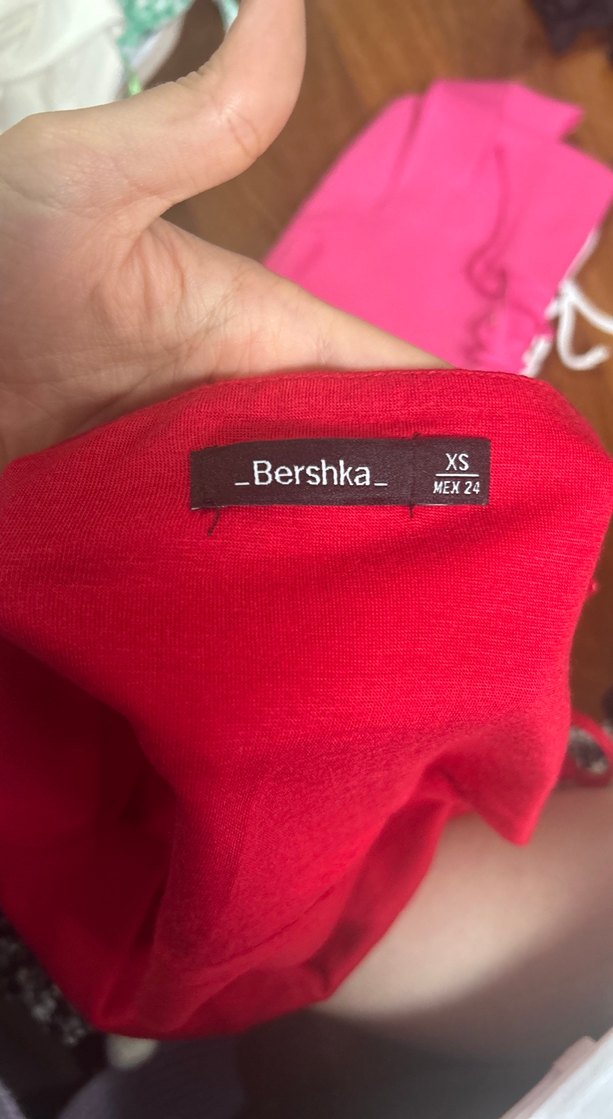 _Bershka_
XS
MEX 24